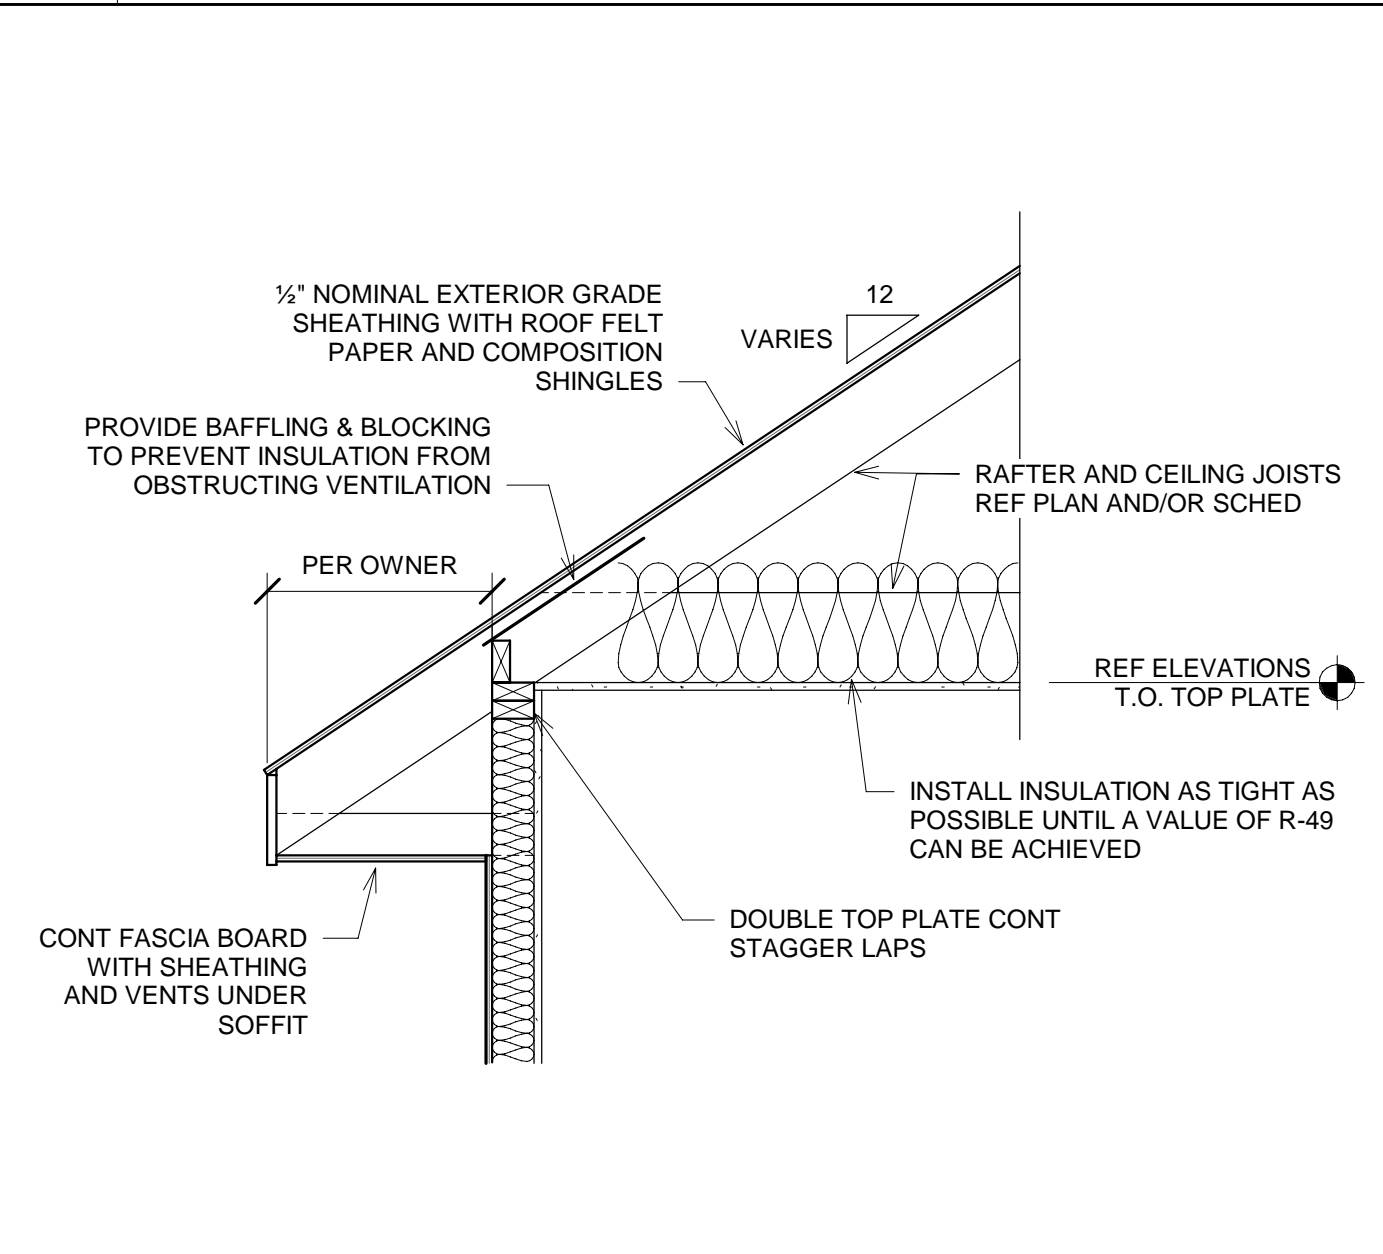 ½" NOMINAL EXTERIOR GRADE
SHEATHING WITH ROOF FELT
PAPER AND COMPOSITION
SHINGLES
12
VARIES
PROVIDE BAFFLING & BLOCKING
TO PREVENT INSULATION FROM
OBSTRUCTING VENTILATION
RAFTER AND CEILING JOISTS
REF PLAN AND/OR SCHED
PER OWNER
REF ELEVATIONS
T.O. TOP PLATE
INSTALL INSULATION AS TIGHT AS
POSSIBLE UNTIL A VALUE OF R-49
CAN BE ACHIEVED
DOUBLE TOP PLATE CONT
STAGGER LAPS
CONT FASCIA BOARD
WITH SHEATHING
AND VENTS UNDER
SOFFIT